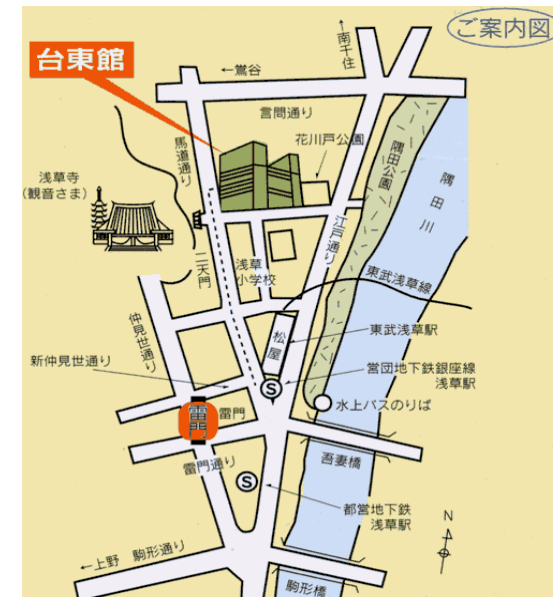 ご案内図
←南千住
台東館
←鶯谷
言問通り
花川戸公園
馬道通り
隅田公園
隅田川
浅草寺
(観音さま)
江戸通り
二天門
浅草
小学校
東武浅草線
仲見世通り
松屋
東武浅草駅
新仲見世通り
営団地下鉄銀座線
浅草駅
S
水上バスのりば
雷門
雷門
吾妻橋
雷門通り
S
都営地下鉄
浅草駅
N
←上野 駒形通り
駒形橋